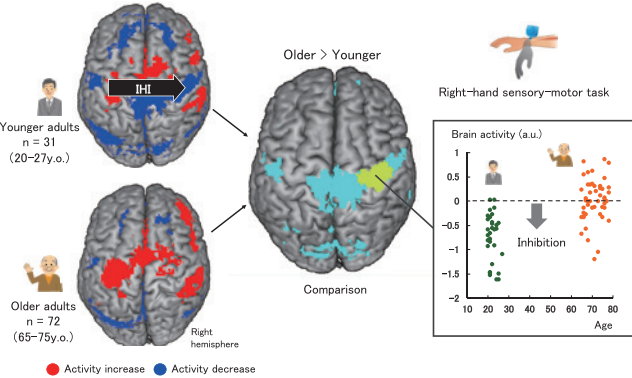 IHI
Younger adults
n = 31
(20-27y.o.)
Older adults
n = 72
(65-75y.o.)
Right
hemisphere
Activity increase
Activity decrease
Older > Younger
Comparison
Right-hand sensory-motor task
Brain activity (a.u.)
1
0.5
0
-0.5
-1
-1.5
-2
Inhibition
10 20 30 40 50 60 70 80
Age